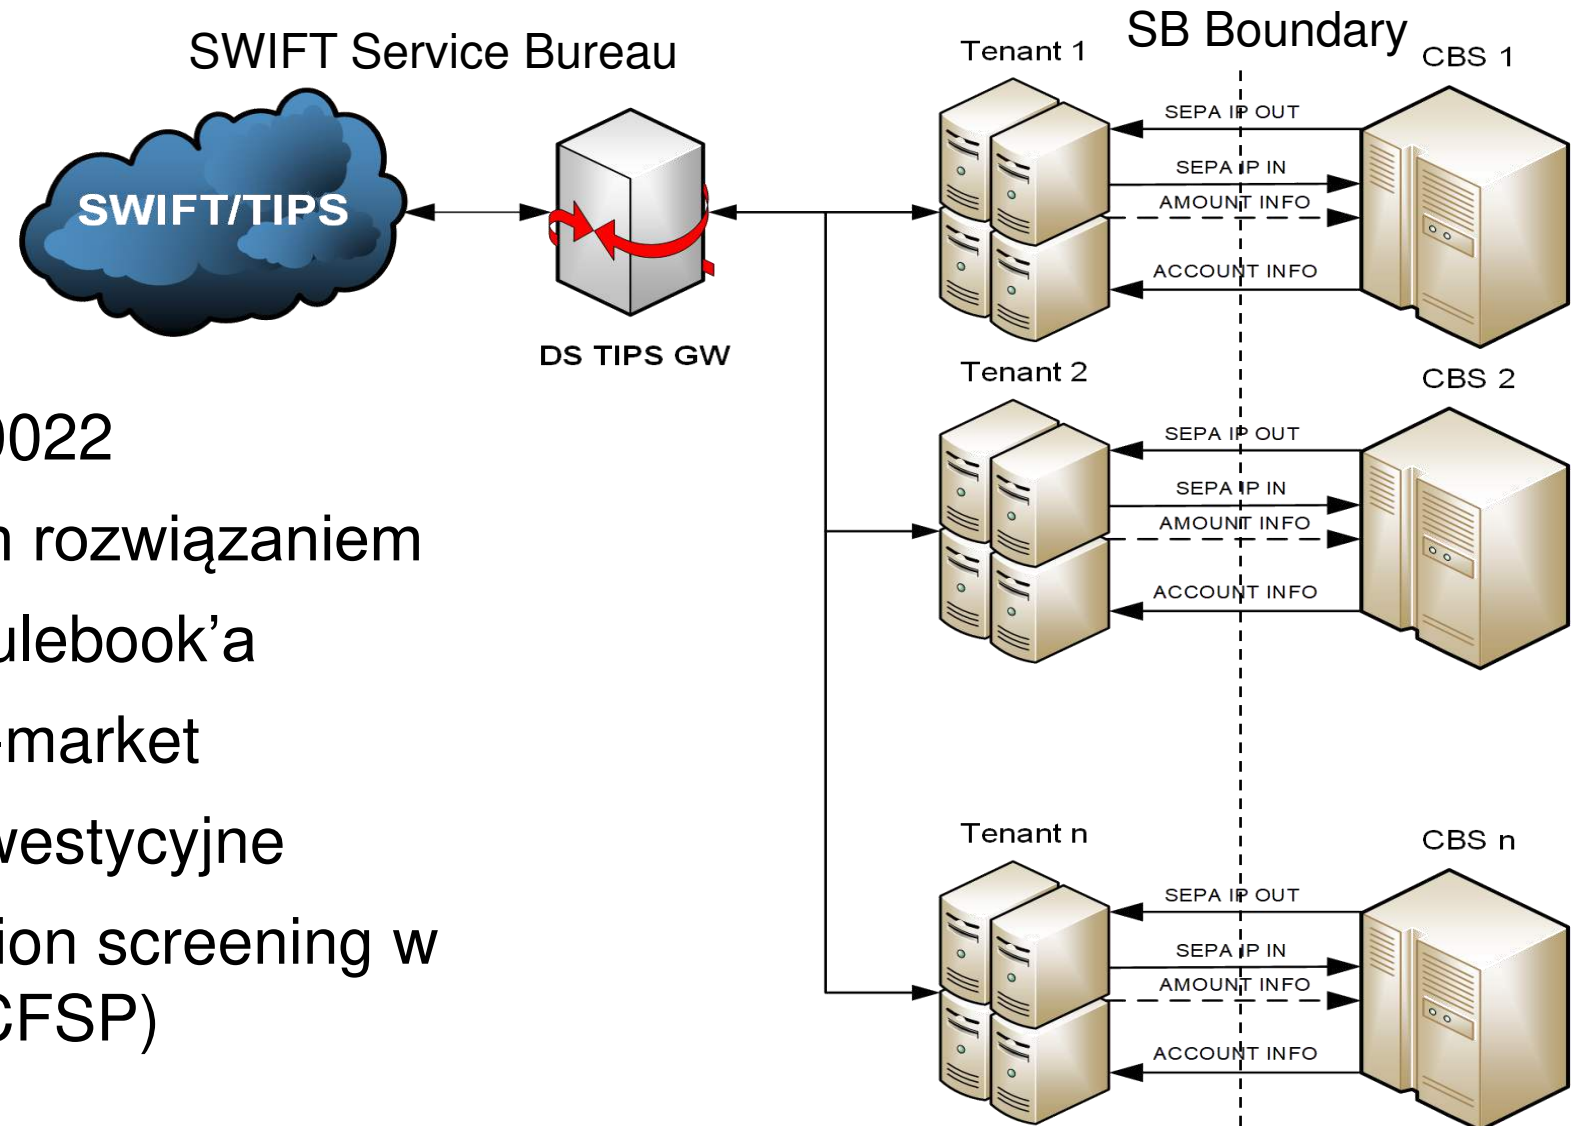 SWIFT Service Bureau
SB Boundary
SWIFT/TIPS
DS TIPS GW
Tenant 1
CBS 1
SEPA IP OUT
SEPA IP IN
AMOUNT INFO
ACCOUNT INFO
Tenant 2
CBS 2
SEPA IP OUT
SEPA IP IN
AMOUNT INFO
ACCOUNT INFO
Tenant n
CBS n
SEPA IP OUT
SEPA IP IN
AMOUNT INFO
ACCOUNT INFO
0022
rozwiązaniem
ulebook’a
-market
westycyjne
ion screening w
CFSP)